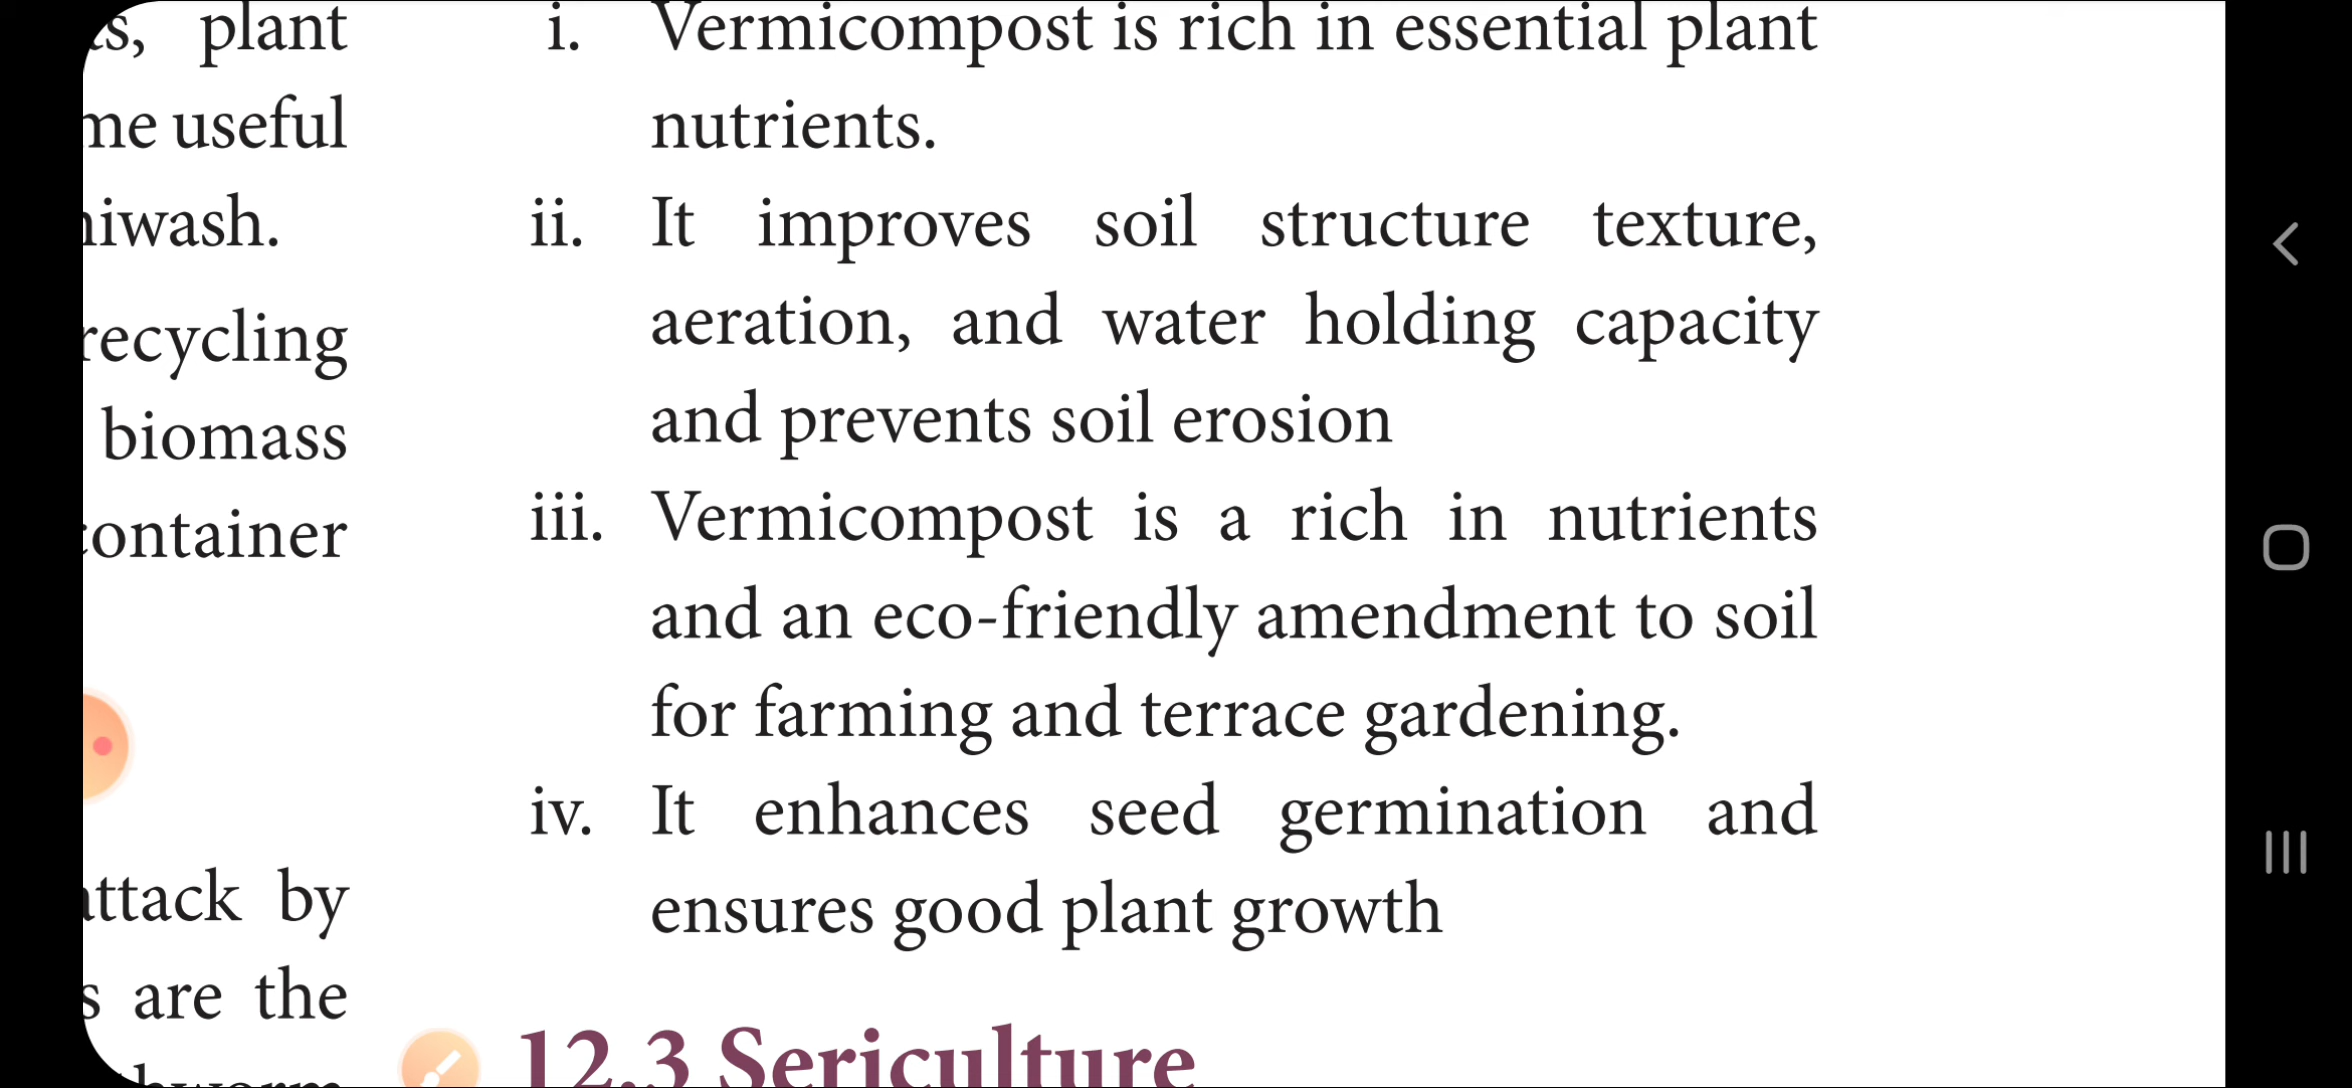 plant
useful
recycling
biomass
by
are the
i. Vermicompost is rich in essential plant
nutrients.
ii. It improves soil structure texture,
aeration, and water holding capacity
and prevents soil erosion
iii. Vermicompost is a rich in nutrients
and an eco-friendly amendment to soil
for farming and terrace gardening.
iv. It enhances seed germination and
ensures good plant growth
12.3 Sericulture